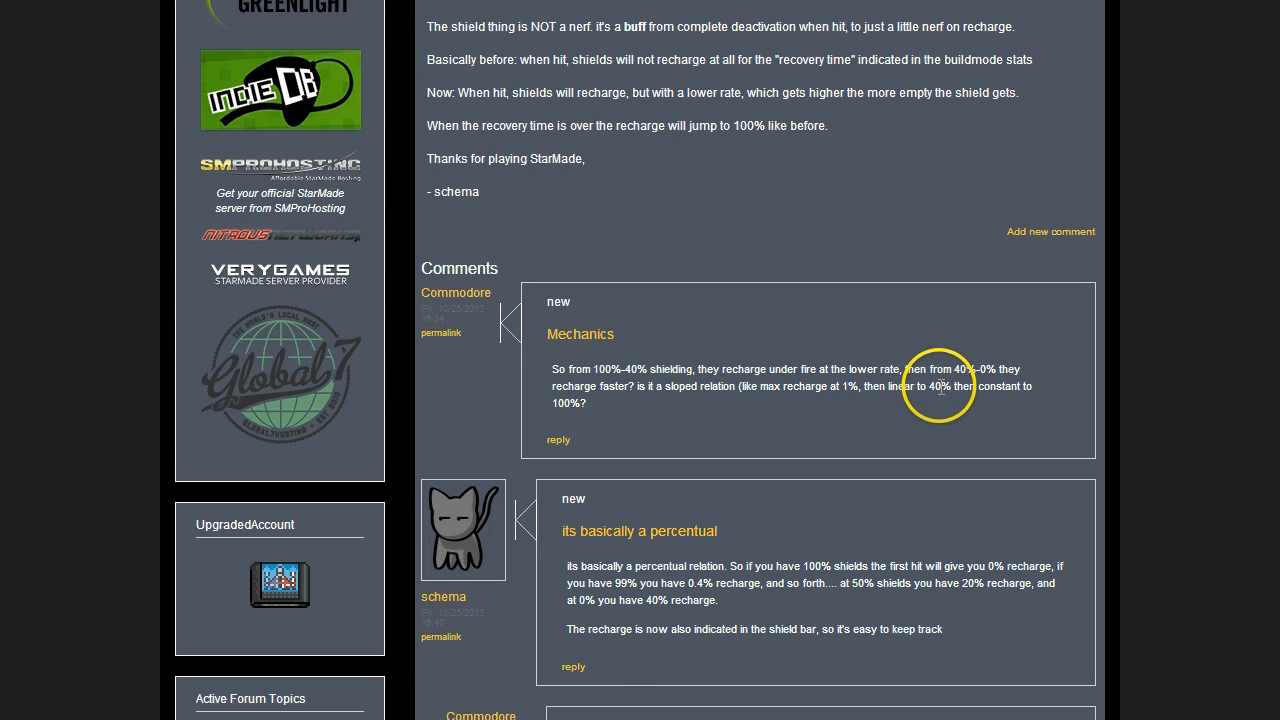 GREENLIGHT
INDIE DB
SMPROHOSTING
Affordable StarMade Hosting
Get your official StarMade
server from SMProHosting
NITROUSNETWORKS
VERYGAMES
STARMADE SERVER PROVIDER
THE WORLD'S LOCAL HOST
Global7
GLOBAL7HOSTING
UpgradedAccount
Active Forum Topics
The shield thing is NOT a nerf. it's a buff from complete deactivation when hit, to just a little nerf on recharge.
Basically before: when hit, shields will not recharge at all for the "recovery time" indicated in the buildmode stats
Now: When hit, shields will recharge, but with a lower rate, which gets higher the more empty the shield gets.
When the recovery time is over the recharge will jump to 100% like before.
Thanks for playing StarMade,
- schema
Add new comment
Comments
Commodore
permalink
new
Mechanics
So from 100%-40% shielding, they recharge under fire at the lower rate, then from 40%-0% they
recharge faster? is it a sloped relation (like max recharge at 1%, then linear to 40% then constant to
100%?
reply
schema
permalink
new
its basically a percentual
its basically a percentual relation. So if you have 100% shields the first hit will give you 0% recharge, if
you have 99% you have 0.4% recharge, and so forth.... at 50% shields you have 20% recharge, and
at 0% you have 40% recharge.
The recharge is now also indicated in the shield bar, so it's easy to keep track
reply
Commodore